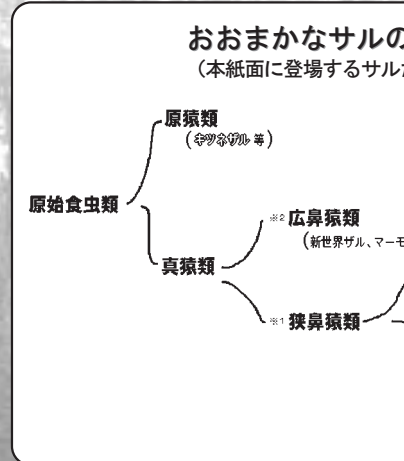 おおまかなサルの
（本紙面に登場するサルた
原猿類
（キツネザル 等）
原始食虫類
※2 広鼻猿類
（新世界ザル、マーモ
真猿類
※1 狭鼻猿類